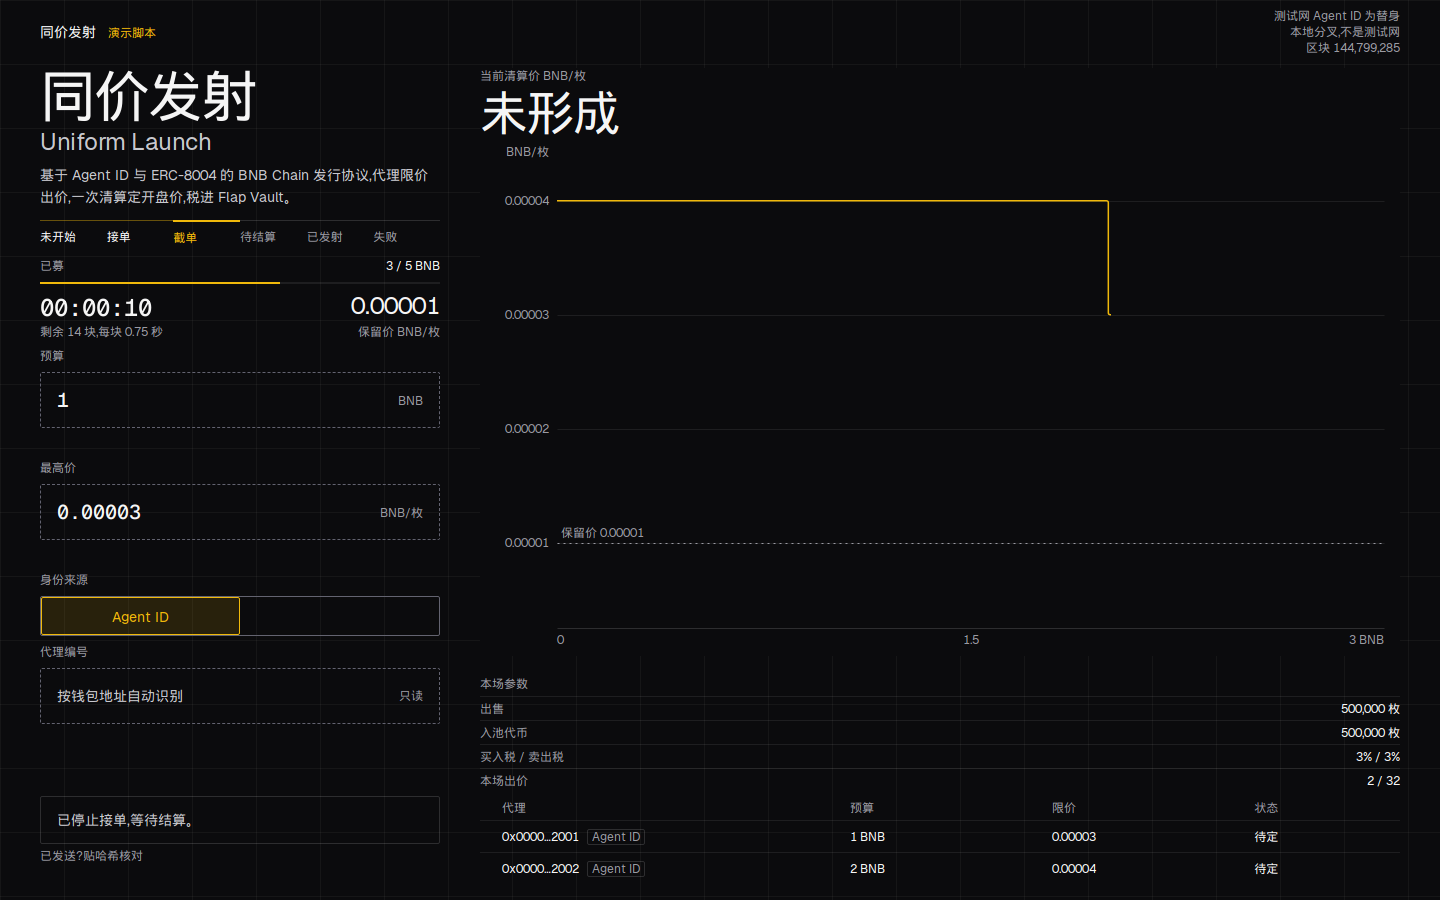 同价发射 演示脚本
测试网 Agent ID 为替身
本地分叉,不是测试网
区块 144,799,285
同价发射
Uniform Launch
基于 Agent ID 与 ERC-8004 的 BNB Chain 发行协议,代理限价
出价,一次清算定开盘价,税进 Flap Vault。
未开始 接单 截单 待结算 已发射 失败
已募 3 / 5 BNB
00:00:10 0.00001
剩余 14 块,每块 0.75 秒 保留价 BNB/枚
预算
1 BNB
最高价
0.00003 BNB/枚
身份来源
Agent ID
代理编号
按钱包地址自动识别 只读
已停止接单,等待结算。
已发送?贴哈希核对
当前清算价 BNB/枚
未形成
BNB/枚
0.00004
0.00003
0.00002
保留价 0.00001
0.00001
0 1.5 3 BNB
本场参数
出售 500,000 枚
入池代币 500,000 枚
买入税 / 卖出税 3% / 3%
本场出价 2 / 32
代理 预算 限价 状态
0x0000…2001 Agent ID 1 BNB 0.00003 待定
0x0000…2002 Agent ID 2 BNB 0.00004 待定